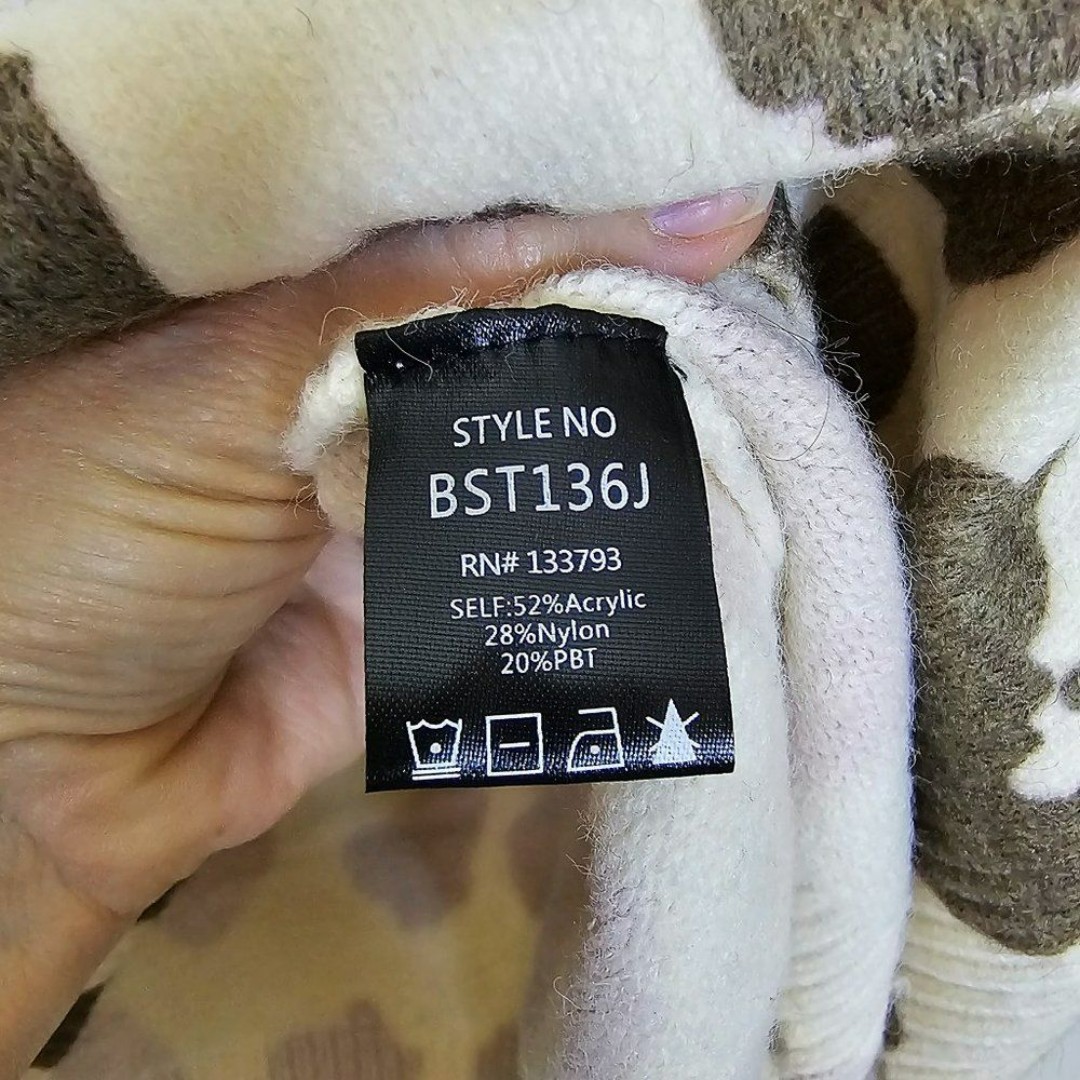 STYLE NO
BST136J
RN# 133793
SELF:52%Acrylic
28%Nylon
20%PBT